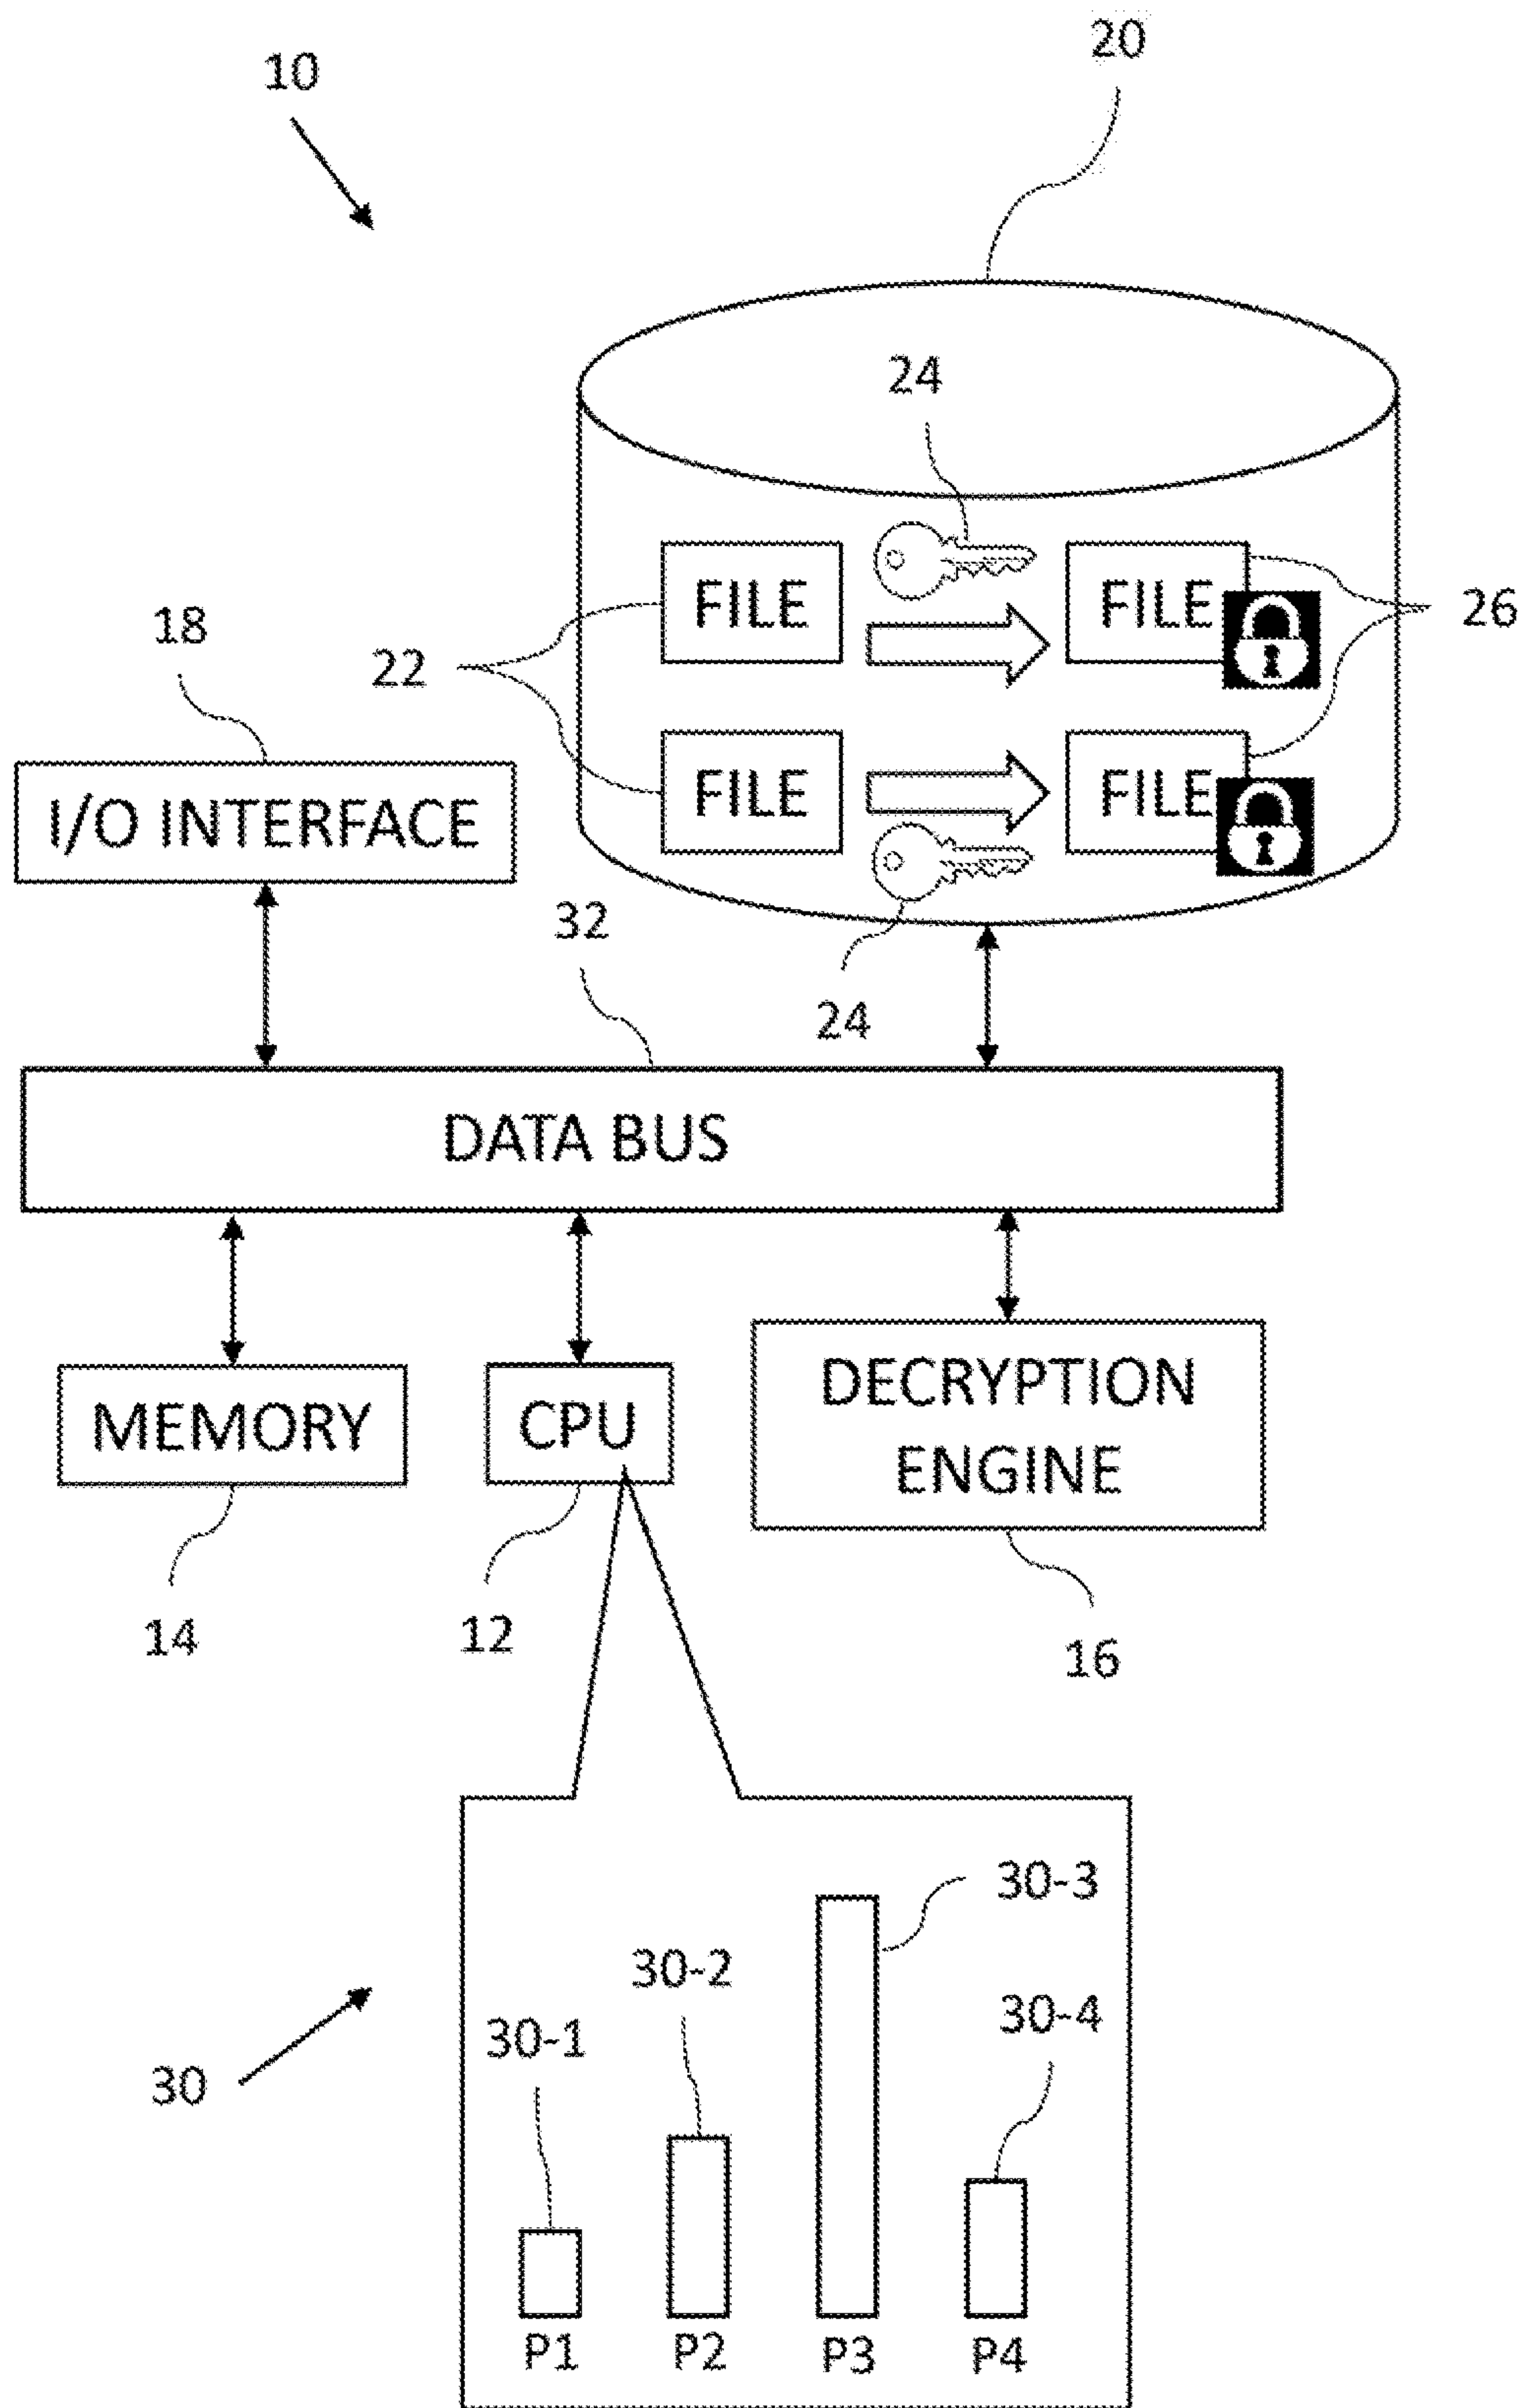 20
10
24
18
22
FILE
FILE
26
FILE
FILE
I/O INTERFACE
32
24
DATA BUS
MEMORY
CPU
DECRYPTION
ENGINE
14
12
16
30-3
30-2
30-4
30-1
30
P1 P2 P3 P4